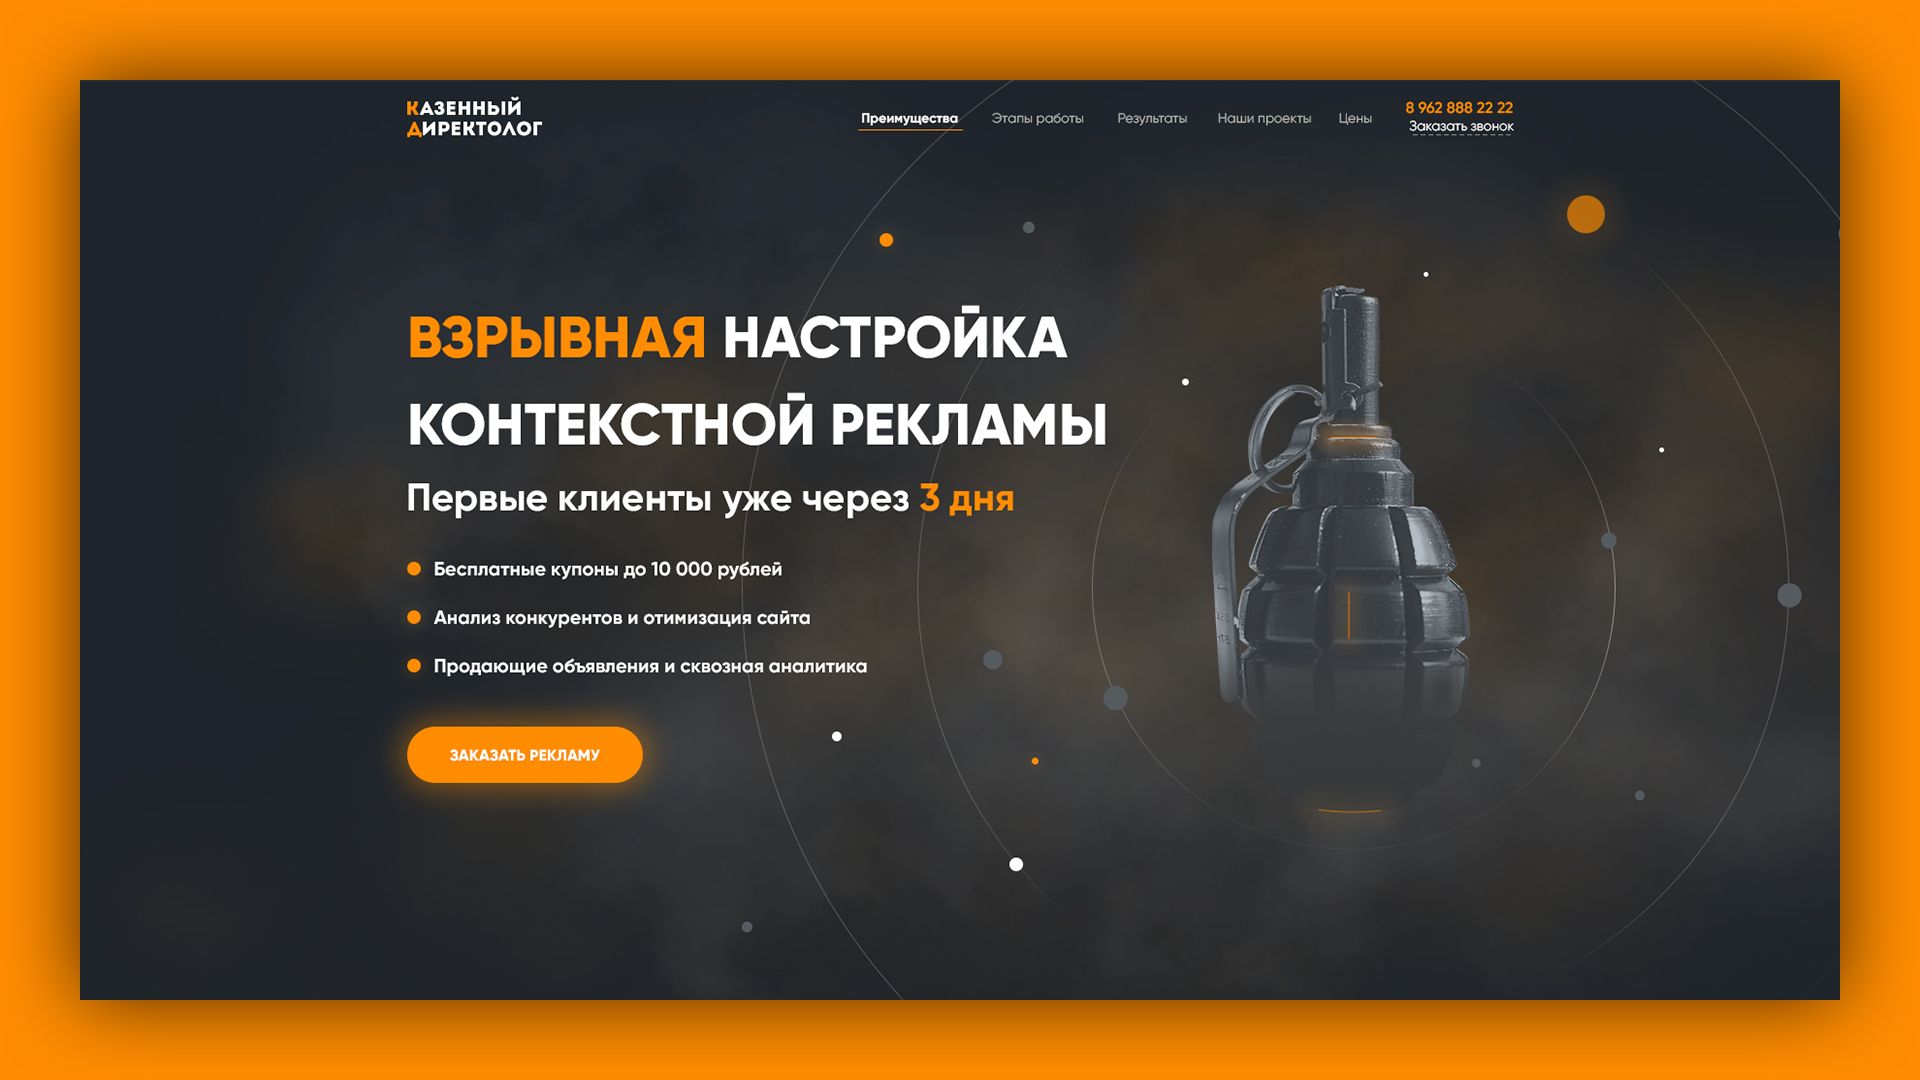 КАЗЕННЫЙ
ДИРЕКТОЛОГ
Преимущества
Этапы работы
Результаты
Наши проекты
Цены
8 962 888 22 22
Заказать звонок
ВЗРЫВНАЯ НАСТРОЙКА
КОНТЕКСТНОЙ РЕКЛАМЫ
Первые клиенты уже через 3 дня
Бесплатные купоны до 10 000 рублей
Анализ конкурентов и отимизация сайта
Продающие объявления и сквозная аналитика
ЗАКАЗАТЬ РЕКЛАМУ